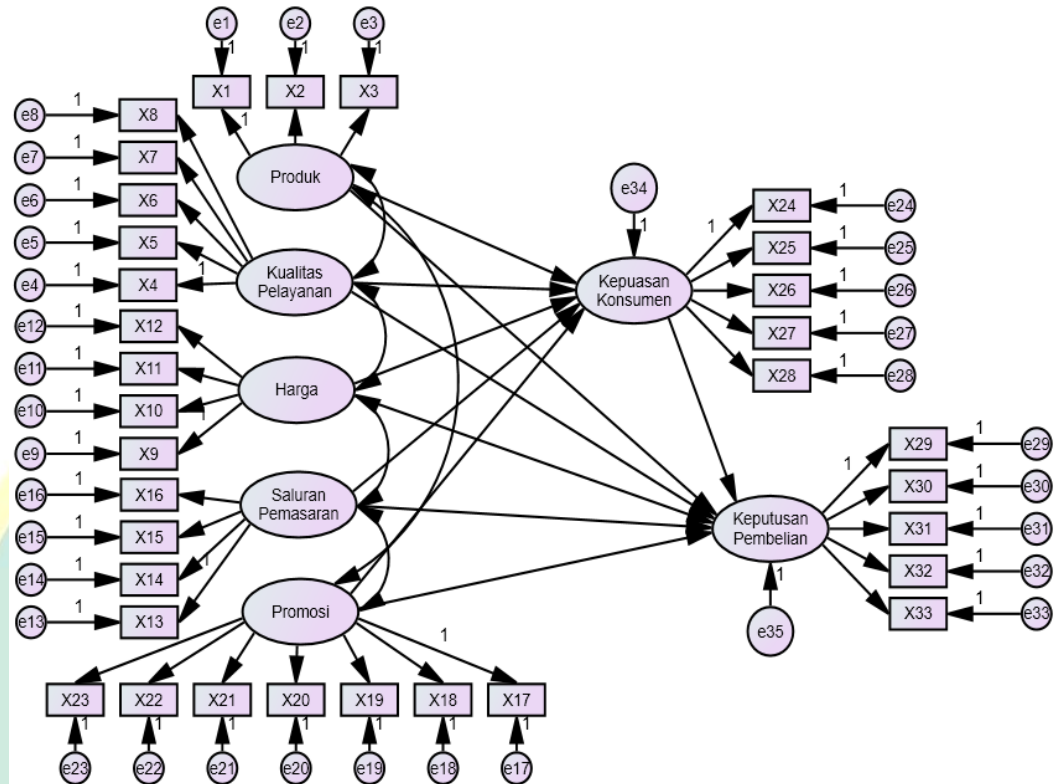 e1 e2 e3
1 1 1
X1 X2 X3
1
Produk
e8 1 X8
e7 1 X7
e6 1 X6
e5 1 X5
e4 1 X4 1
Kualitas
Pelayanan
e12 1 X12
e11 1 X11
e10 1 X10
e9 1 X9 1
Harga
e16 1 X16
e15 1 X15
e14 1 X14 1
e13 1 X13
Saluran
Pemasaran
Promosi
1
X23 X22 X21 X20 X19 X18 X17
1 1 1 1 1 1 1
e23 e22 e21 e20 e19 e18 e17
e34
1
Kepuasan
Konsumen
1 X24 1 e24
X25 1 e25
X26 1 e26
X27 1 e27
X28 1 e28
Keputusan
Pembelian
1
e35
1 X29 1 e29
X30 1 e30
X31 1 e31
X32 1 e32
X33 1 e33